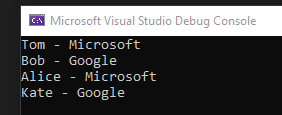 Microsoft Visual Studio Debug Console
Tom - Microsoft
Bob - Google
Alice - Microsoft
Kate - Google